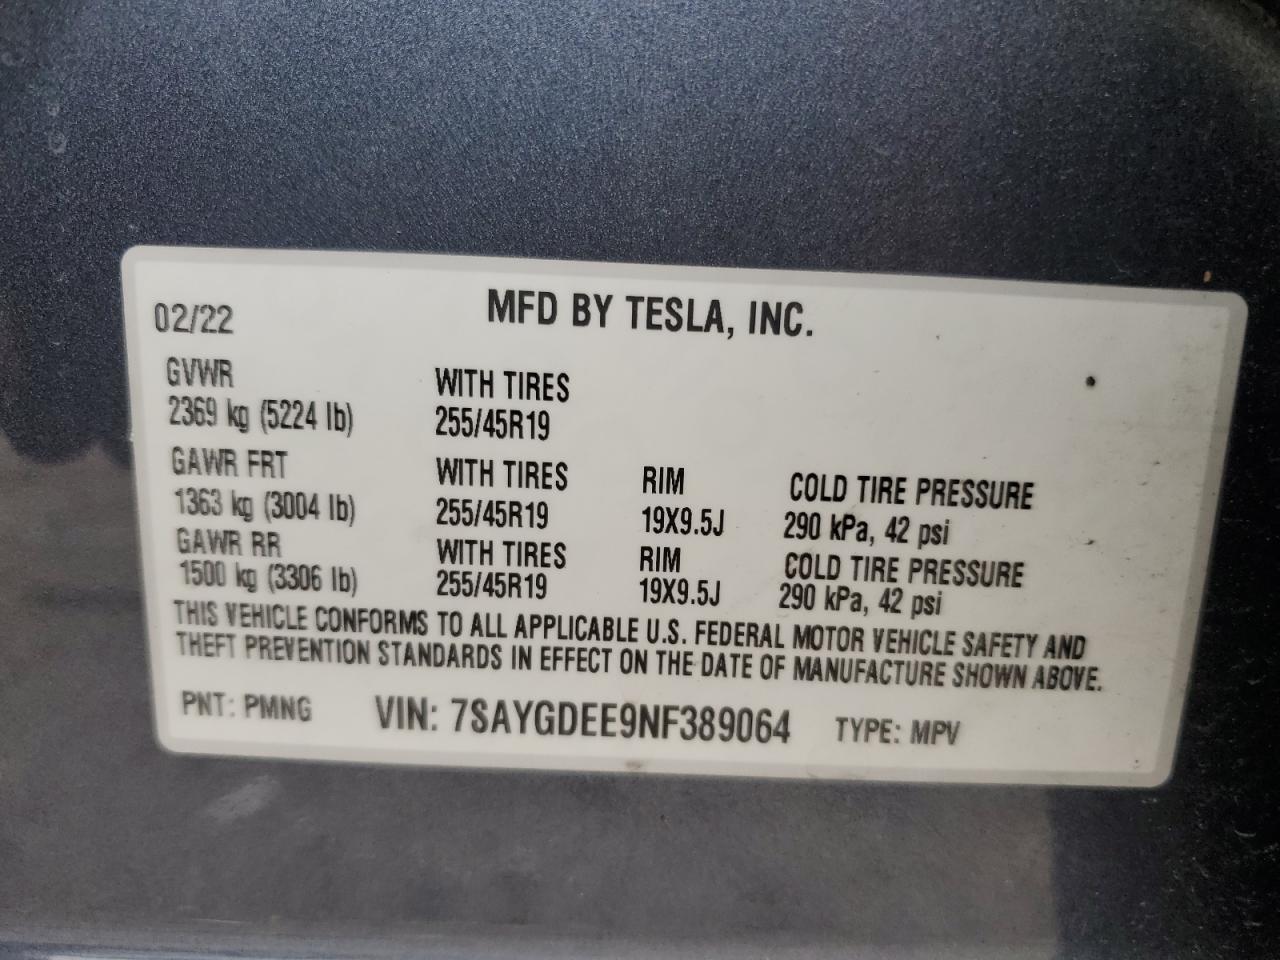 02/22 MFD BY TESLA, INC.
GVWR WITH TIRES
2369 kg (5224 lb) 255/45R19
GAWR FRT WITH TIRES RIM COLD TIRE PRESSURE
1363 kg (3004 lb) 255/45R19 19X9.5J 290 kPa, 42 psi
GAWR RR WITH TIRES RIM COLD TIRE PRESSURE
1500 kg (3306 lb) 255/45R19 19X9.5J 290 kPa, 42 psi
THIS VEHICLE CONFORMS TO ALL APPLICABLE U.S. FEDERAL MOTOR VEHICLE SAFETY AND
THEFT PREVENTION STANDARDS IN EFFECT ON THE DATE OF MANUFACTURE SHOWN ABOVE.
PNT: PMNG VIN: 7SAYGDEE9NF389064 TYPE: MPV